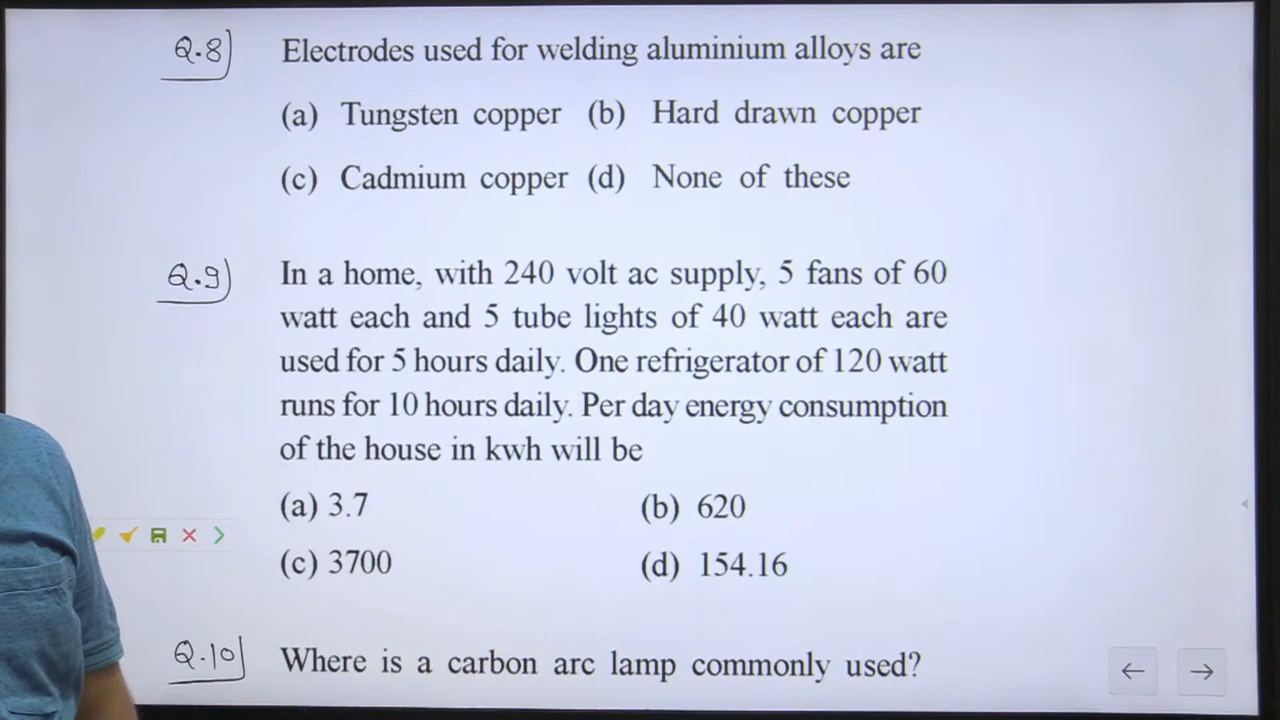 Q.8) Electrodes used for welding aluminium alloys are
(a) Tungsten copper (b) Hard drawn copper
(c) Cadmium copper (d) None of these
Q.9) In a home, with 240 volt ac supply, 5 fans of 60
watt each and 5 tube lights of 40 watt each are
used for 5 hours daily. One refrigerator of 120 watt
runs for 10 hours daily. Per day energy consumption
of the house in kwh will be
(a) 3.7 (b) 620
(c) 3700 (d) 154.16
Q.10) Where is a carbon arc lamp commonly used?